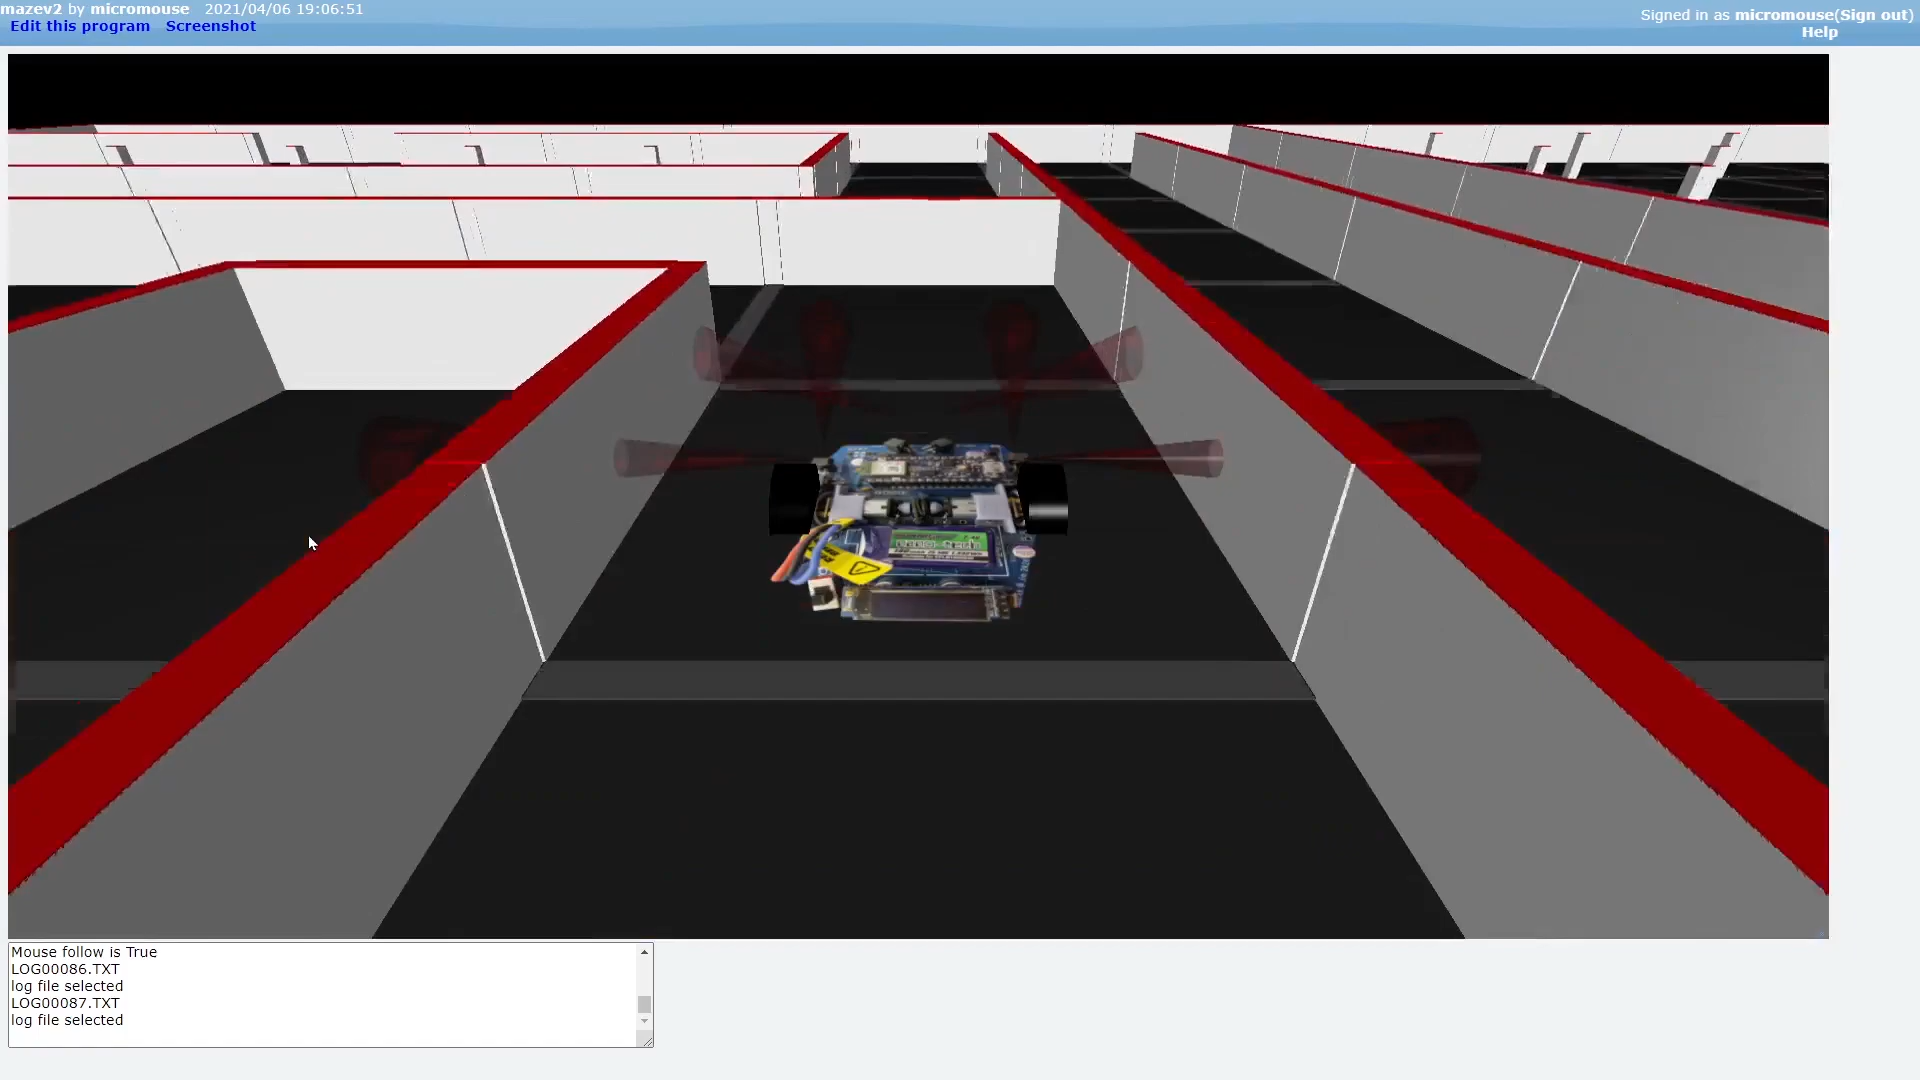 mazev2 by micromouse 2021/04/06 19:06:51
Signed in as micromouse(Sign out)
Edit this program Screenshot
Help
Mouse follow is True
LOG00086.TXT
log file selected
LOG00087.TXT
log file selected